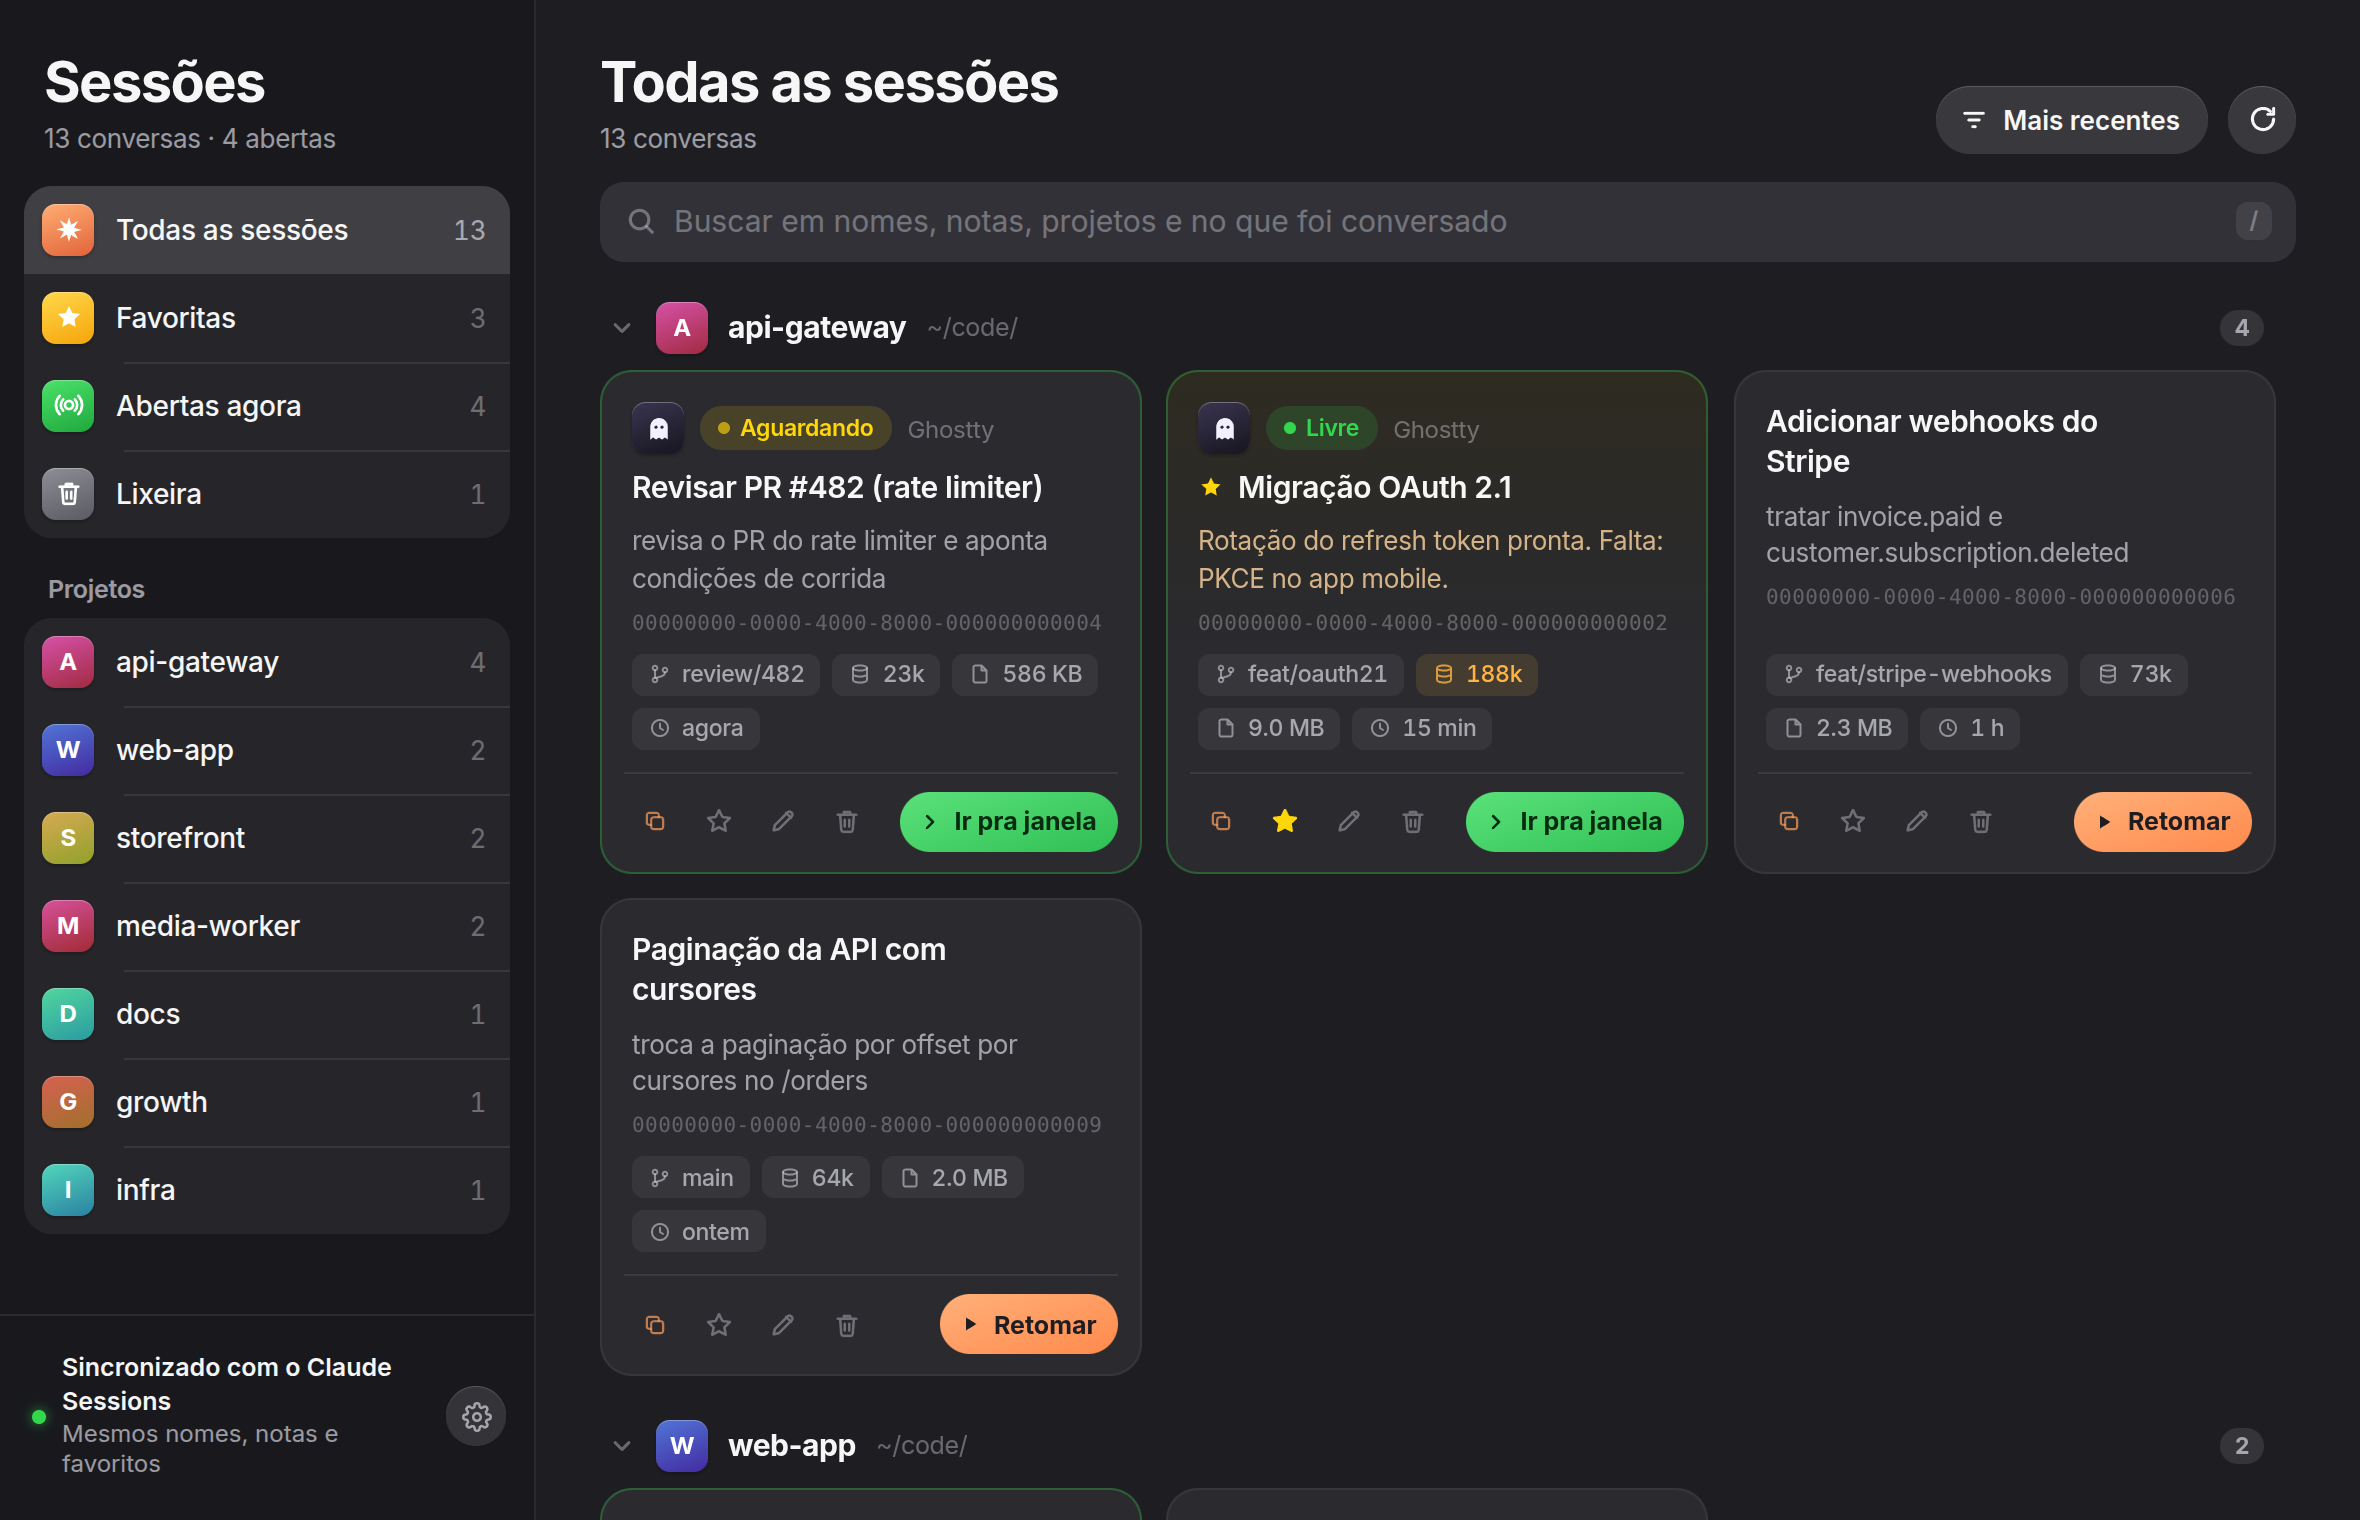 Sessões
13 conversas · 4 abertas
Todas as sessões 13
Favoritas 3
Abertas agora 4
Lixeira 1
Projetos
A api-gateway 4
W web-app 2
S storefront 2
M media-worker 2
D docs 1
G growth 1
I infra 1
Sincronizado com o Claude
Sessions
Mesmos nomes, notas e
favoritos
Todas as sessões
13 conversas
Mais recentes
Buscar em nomes, notas, projetos e no que foi conversado /
A api-gateway ~/code/ 4
Aguardando Ghostty
Revisar PR #482 (rate limiter)
revisa o PR do rate limiter e aponta
condições de corrida
00000000-0000-4000-8000-000000000004
review/482 23k 586 KB
agora
Ir pra janela
Livre Ghostty
Migração OAuth 2.1
Rotação do refresh token pronta. Falta:
PKCE no app mobile.
00000000-0000-4000-8000-000000000002
feat/oauth21 188k
9.0 MB 15 min
Ir pra janela
Adicionar webhooks do
Stripe
tratar invoice.paid e
customer.subscription.deleted
00000000-0000-4000-8000-000000000006
feat/stripe-webhooks 73k
2.3 MB 1 h
Retomar
Paginação da API com
cursores
troca a paginação por offset por
cursores no /orders
00000000-0000-4000-8000-000000000009
main 64k 2.0 MB
ontem
Retomar
W web-app ~/code/ 2